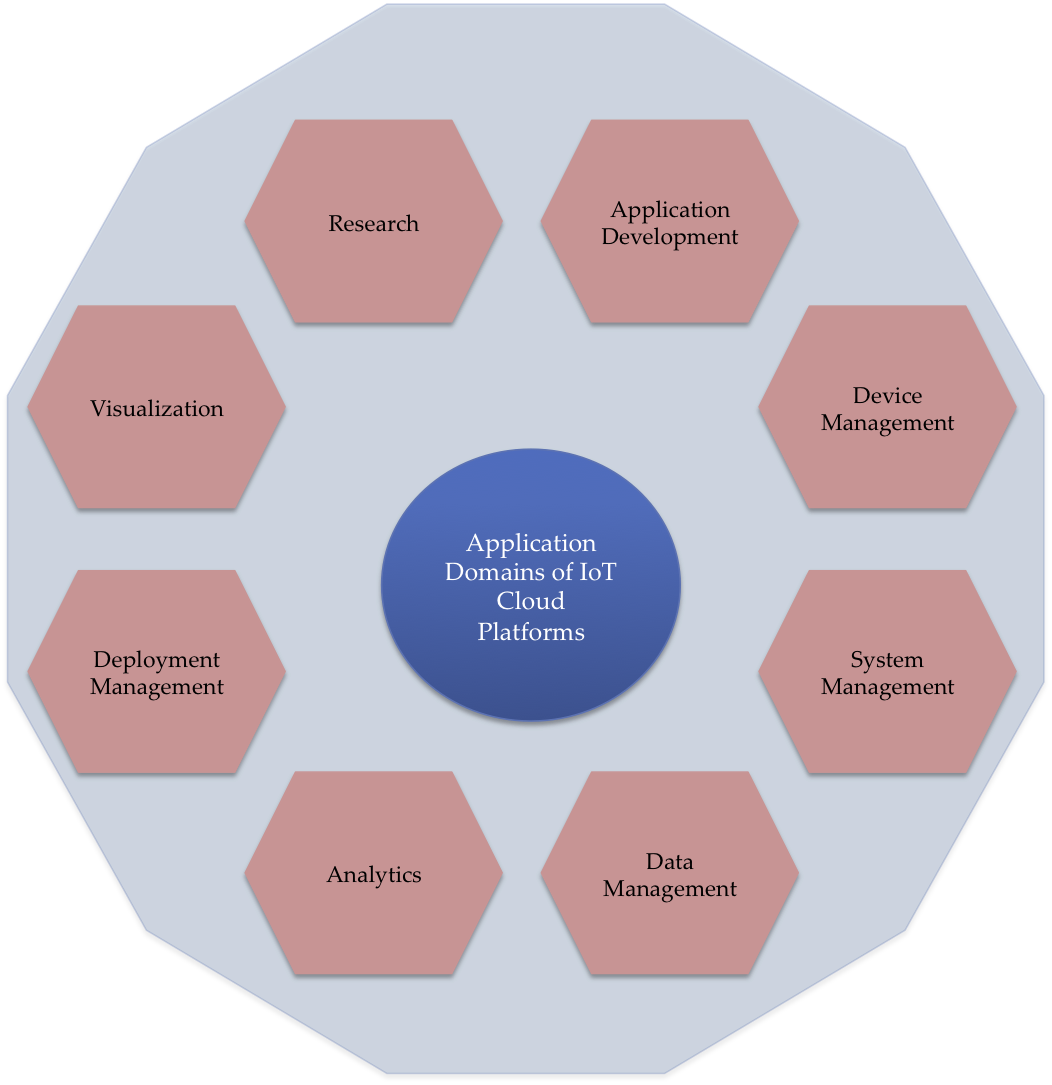 Research
Application
Development
Visualization
Device
Management
Application
Domains of IoT
Cloud
Platforms
Deployment
Management
System
Management
Analytics
Data
Management